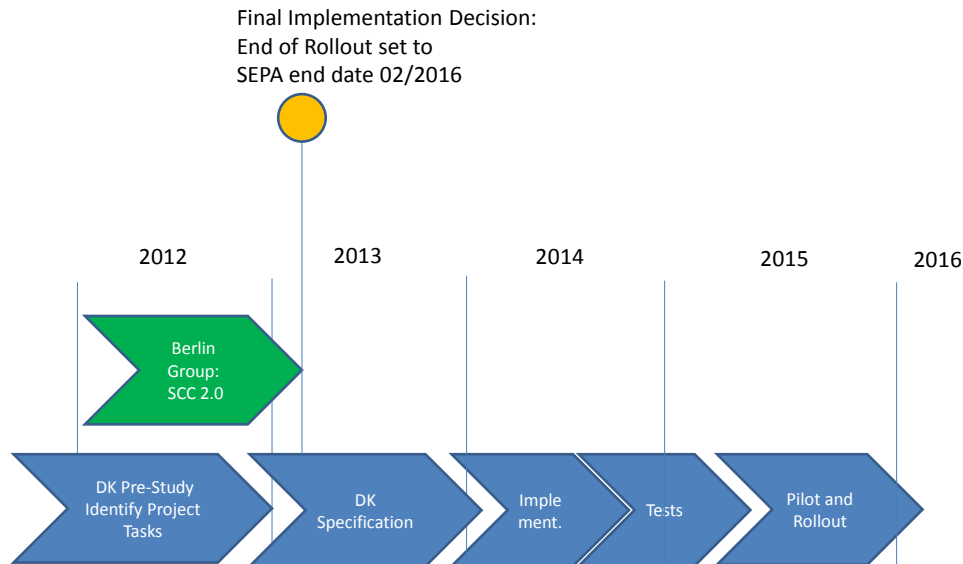 Final Implementation Decision:
End of Rollout set to
SEPA end date 02/2016
2012
2013
2014
2015
2016
Berlin
Group:
SCC 2.0
DK Pre-Study
Identify Project
Tasks
DK
Specification
Imple
ment.
Tests
Pilot and
Rollout